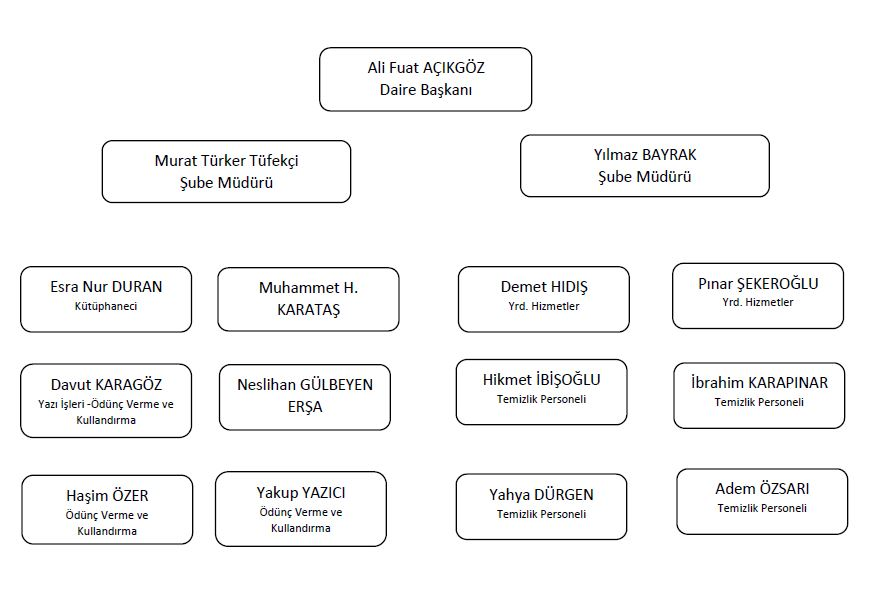 Ali Fuat AÇIKGÖZ
Daire Başkanı
Murat Türker Tüfekçi
Şube Müdürü
Yılmaz BAYRAK
Şube Müdürü
Esra Nur DURAN
Kütüphaneci
Muhammet H.
KARATAŞ
Demet HIDIŞ
Yrd. Hizmetler
Pınar ŞEKEROĞLU
Yrd. Hizmetler
Davut KARAGÖZ
Yazı İşleri -Ödünç Verme ve
Kullandırma
Neslihan GÜLBEYEN
ERŞA
Hikmet İBİŞOĞLU
Temizlik Personeli
İbrahim KARAPINAR
Temizlik Personeli
Haşim ÖZER
Ödünç Verme ve
Kullandırma
Yakup YAZICI
Ödünç Verme ve
Kullandırma
Yahya DÜRGEN
Temizlik Personeli
Adem ÖZSARI
Temizlik Personeli